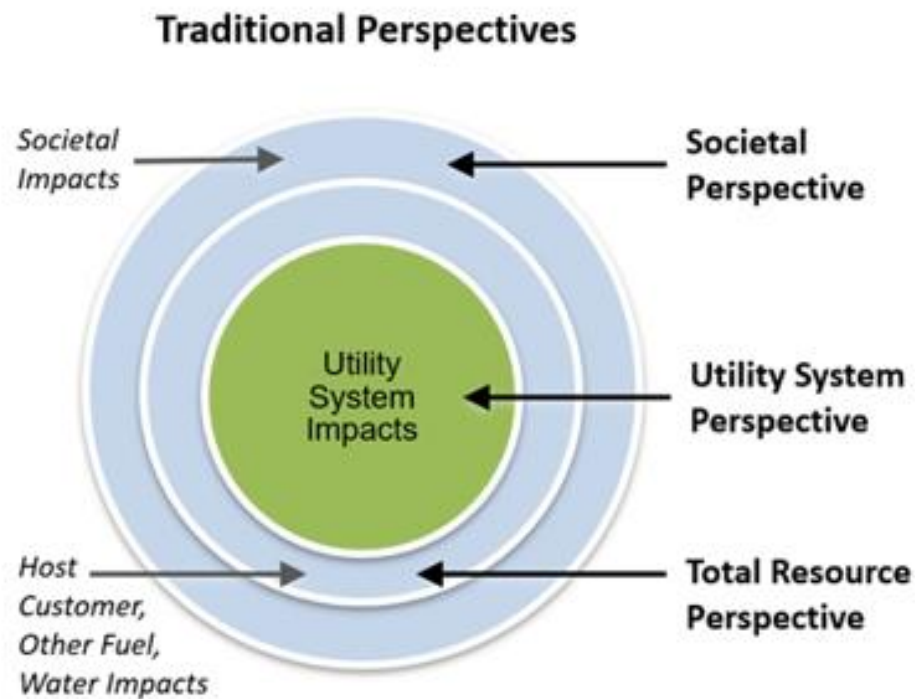 Traditional Perspectives
Societal
Impacts
Societal
Perspective
Utility
System
Impacts
Utility System
Perspective
Host
Customer,
Other Fuel,
Water Impacts
Total Resource
Perspective